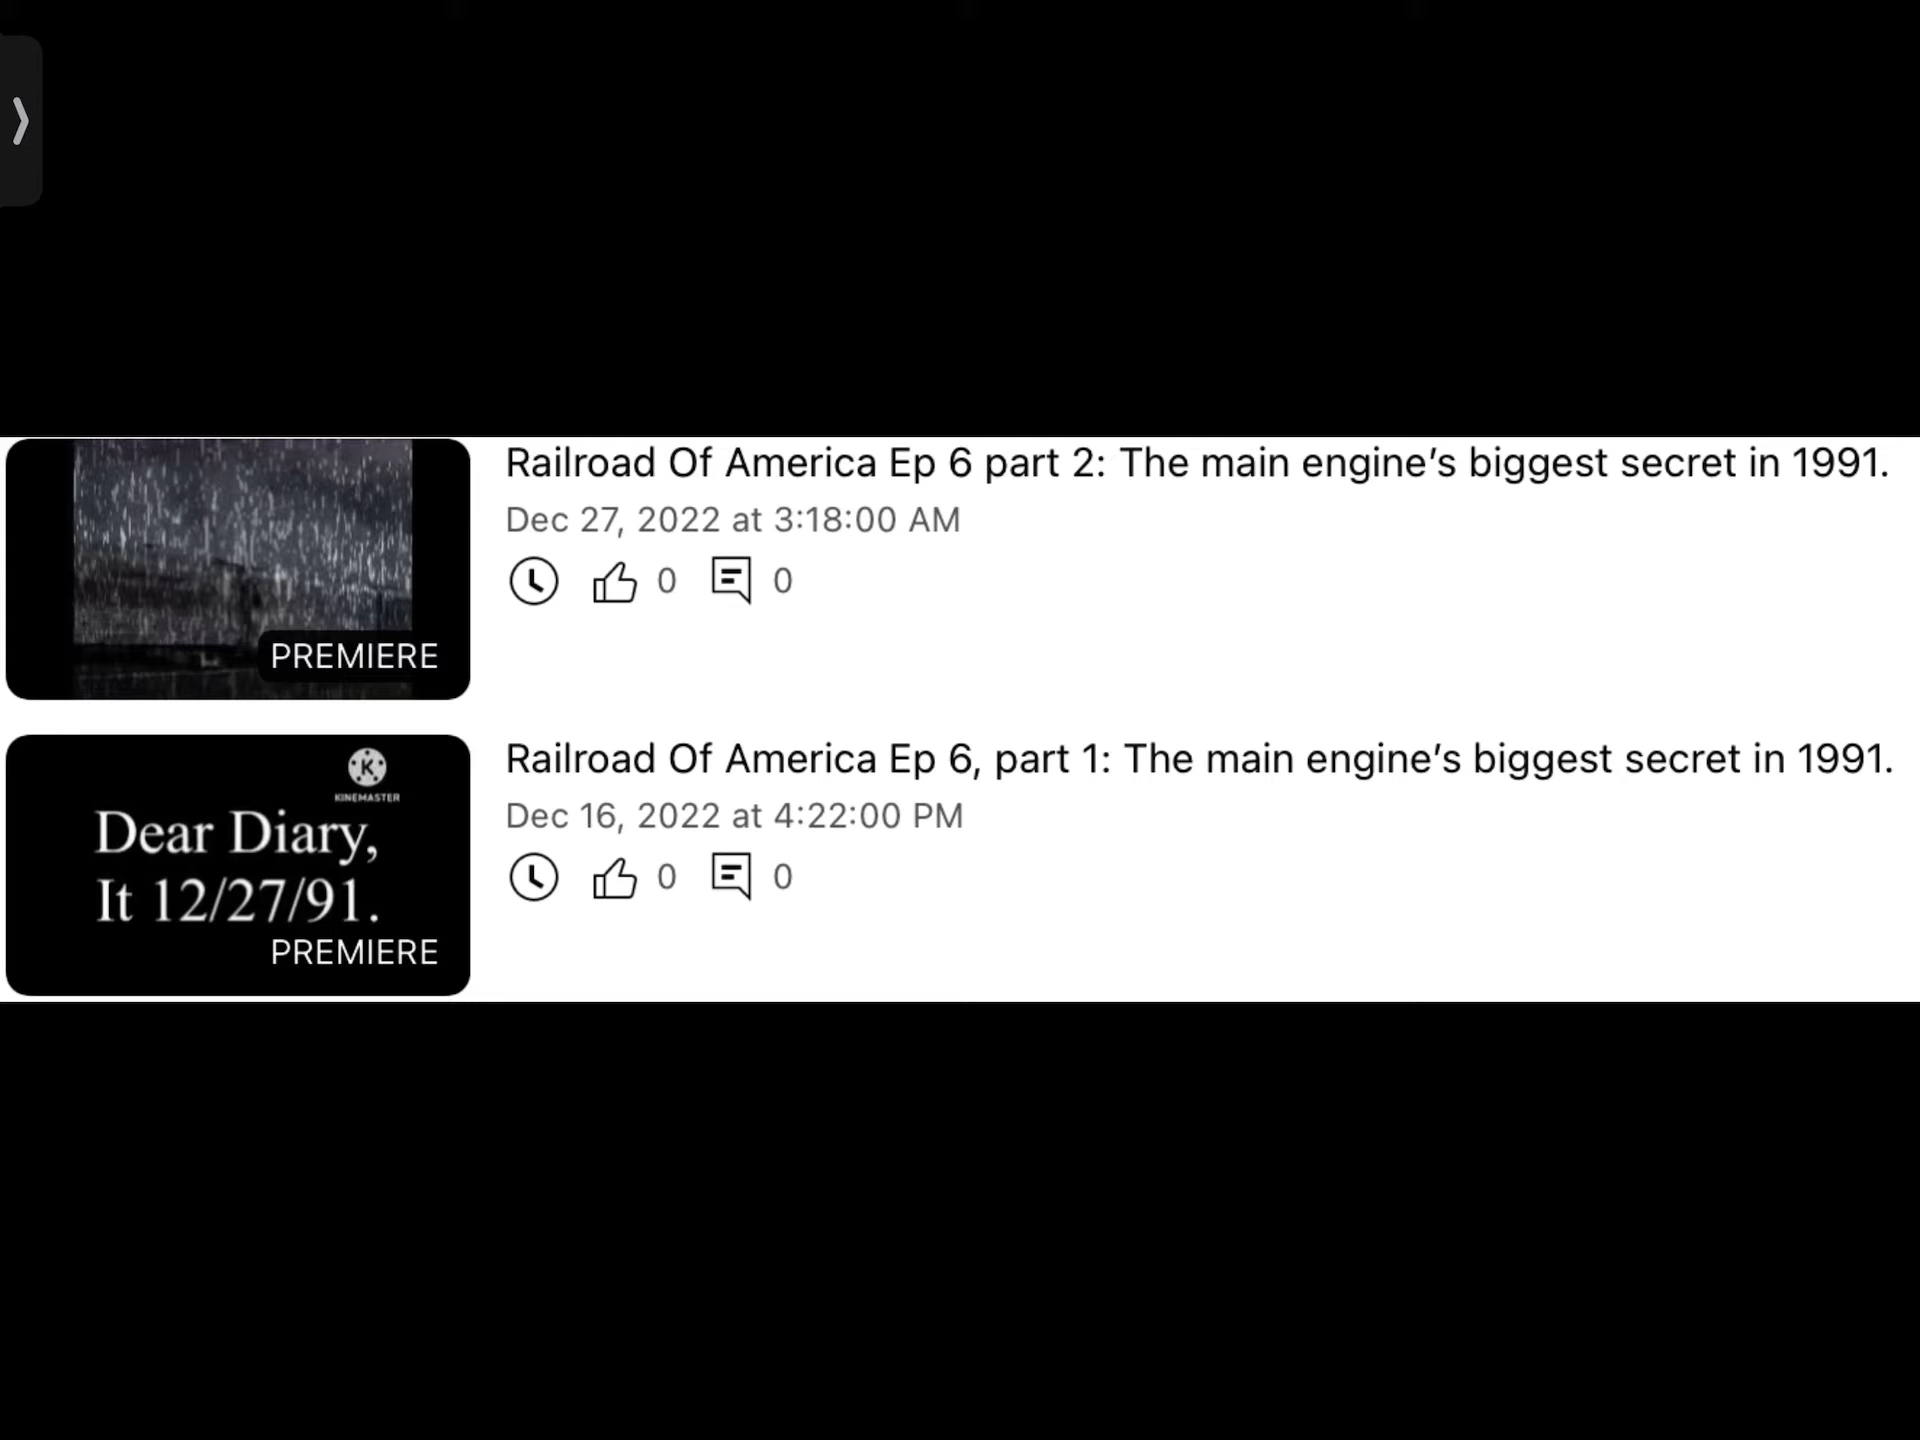 Railroad Of America Ep 6 part 2: The main engine’s biggest secret in 1991.
Dec 27, 2022 at 3:18:00 AM
0 0
PREMIERE
Railroad Of America Ep 6, part 1: The main engine’s biggest secret in 1991.
Dec 16, 2022 at 4:22:00 PM
0 0
K
KINEMASTER
Dear Diary,
It 12/27/91.
PREMIERE